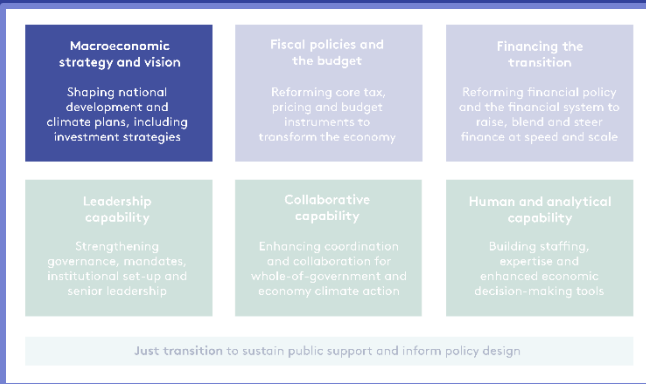 Macroeconomic
strategy and vision
Shaping national
development and
climate plans, including
investment strategies
Fiscal policies and
the budget
Reforming core tax,
pricing and budget
instruments to
transform the economy
Financing the
transition
Reforming financial policy
and the financial system to
raise, blend and steer
finance at speed and scale
Leadership
capability
Strengthening
governance, mandates,
institutional set-up and
senior leadership
Collaborative
capability
Enhancing coordination
and collaboration for
whole-of-government and
economy climate action
Human and analytical
capability
Building staffing,
expertise and
enhanced economic
decision-making tools
Just transition to sustain public support and inform policy design